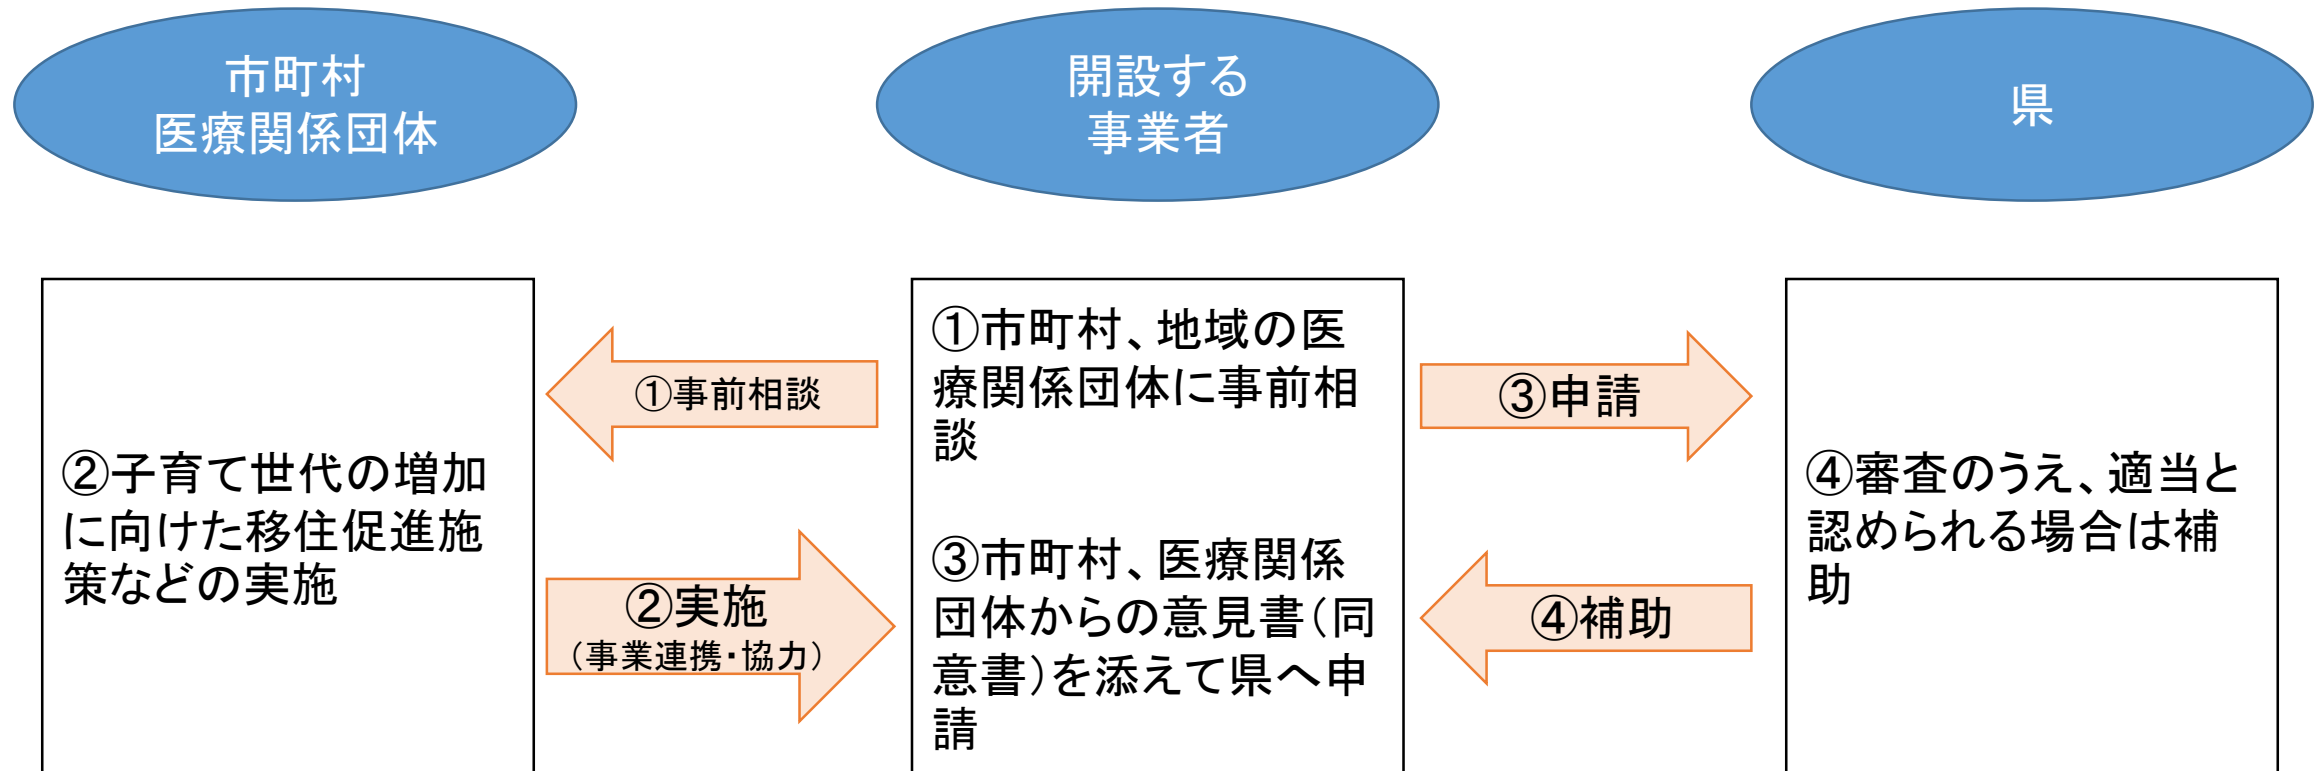 市町村
医療関係団体
開設する
事業者
県
②子育て世代の増加
に向けた移住促進施
策などの実施
①事前相談
②実施
（事業連携・協力）
①市町村、地域の医
療関係団体に事前相
談
③市町村、医療関係
団体からの意見書（同
意書）を添えて県へ申
請
③申請
④補助
④審査のうえ、適当と
認められる場合は補
助